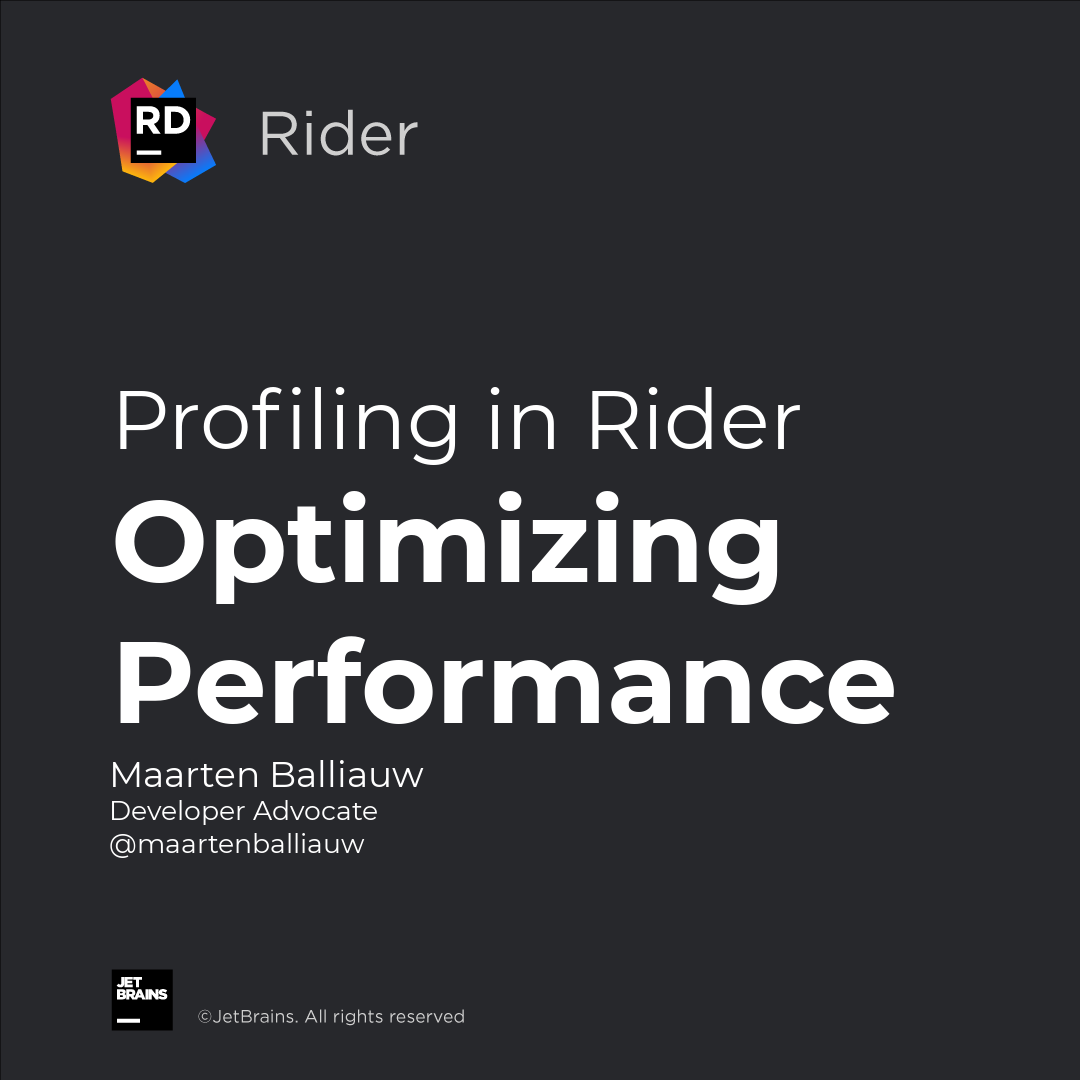 RD
Rider
Profiling in Rider
Optimizing
Performance
Maarten Balliauw
Developer Advocate
@maartenballiauw
JET
BRAINS
©JetBrains. All rights reserved